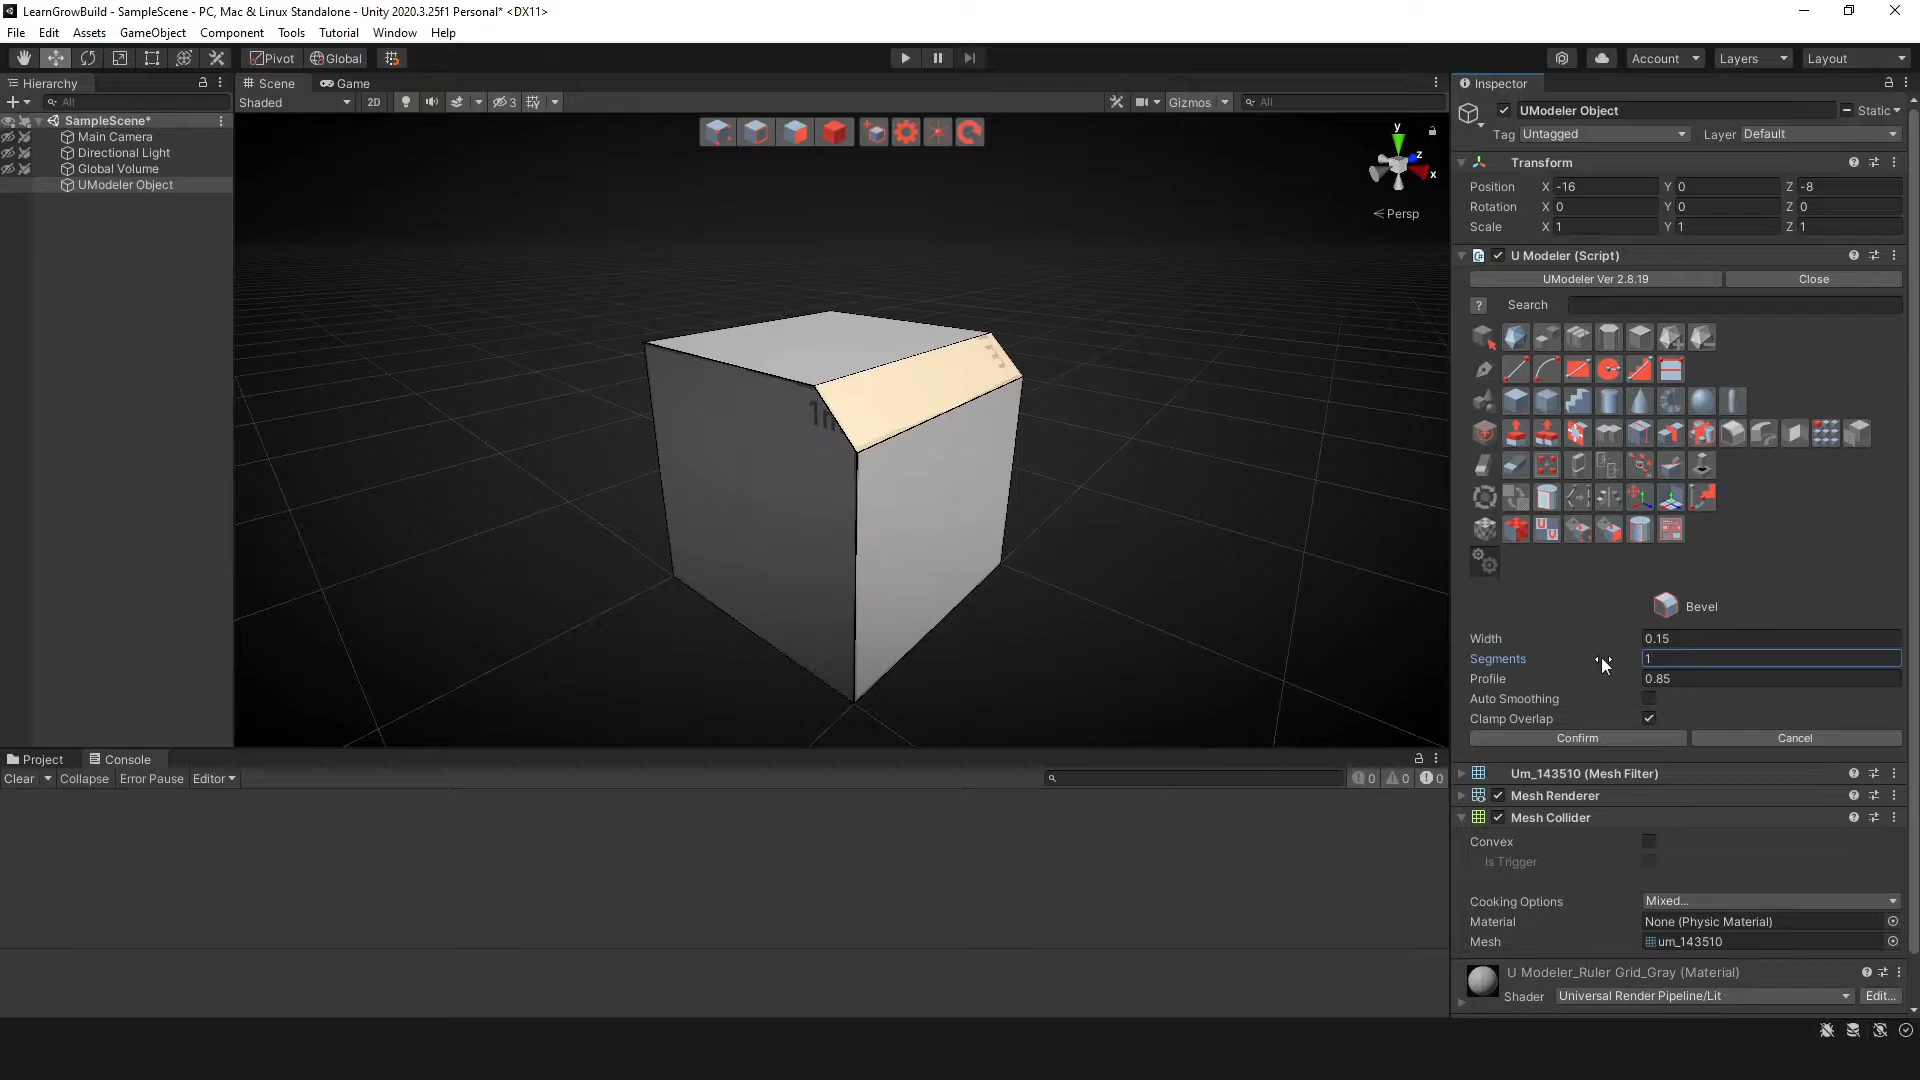 LearnGrowBuild - SampleScene - PC, Mac & Linux Standalone - Unity 2020.3.25f1 Personal* <DX11>
File Edit Assets GameObject Component Tools Tutorial Window Help
Pivot Global Account Layers Layout
Hierarchy
All
SampleScene*
Main Camera
Directional Light
Global Volume
UModeler Object
Scene Game
Shaded 2D 3 Gizmos All
y
z
x
Persp
1m
Inspector
UModeler Object Static
Tag Untagged Layer Default
Transform
Position X -16 Y 0 Z -8
Rotation X 0 Y 0 Z 0
Scale X 1 Y 1 Z 1
U Modeler (Script)
UModeler Ver 2.8.19 Close
? Search
Bevel
Width 0.15
Segments 1
Profile 0.85
Auto Smoothing
Clamp Overlap
Confirm Cancel
Um_143510 (Mesh Filter)
Mesh Renderer
Mesh Collider
Convex
Is Trigger
Cooking Options Mixed...
Material None (Physic Material)
Mesh um_143510
U Modeler_Ruler Grid_Gray (Material)
Shader Universal Render Pipeline/Lit Edit...
Project Console
Clear Collapse Error Pause Editor 0 0 0